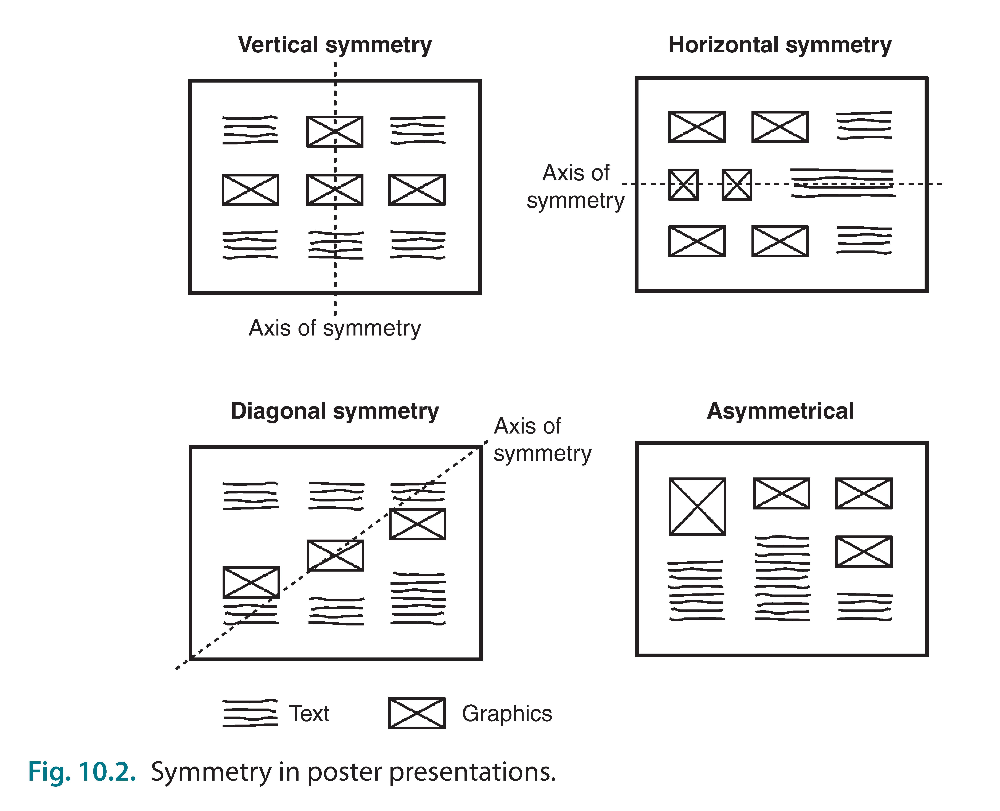 Vertical symmetry
Axis of symmetry
Horizontal symmetry
Axis of
symmetry
Diagonal symmetry
Axis of
symmetry
Asymmetrical
Text
Graphics
Fig. 10.2. Symmetry in poster presentations.